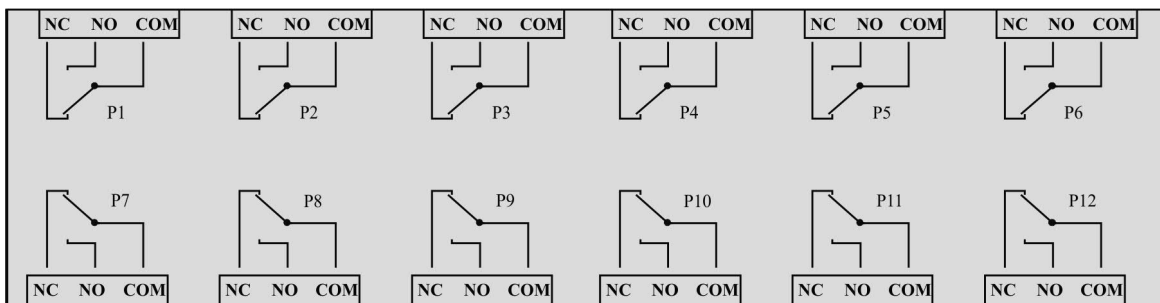 NC NO COM NC NO COM NC NO COM NC NO COM NC NO COM NC NO COM
P1 P2 P3 P4 P5 P6
P7 P8 P9 P10 P11 P12
NC NO COM NC NO COM NC NO COM NC NO COM NC NO COM NC NO COM